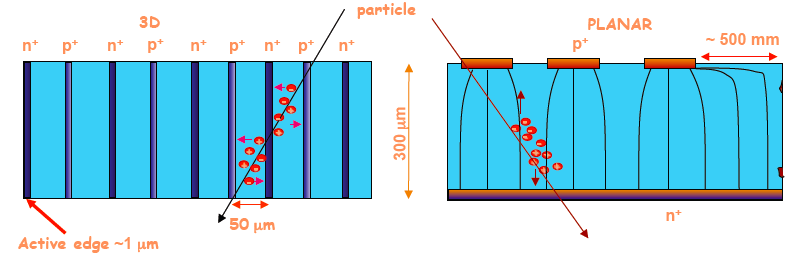 particle
3D
PLANAR
n⁺ p⁺ n⁺ p⁺ n⁺ p⁺ n⁺ p⁺ n⁺
p⁺
~ 500 mm
300 μm
50 μm
n⁺
Active edge ~1 μm